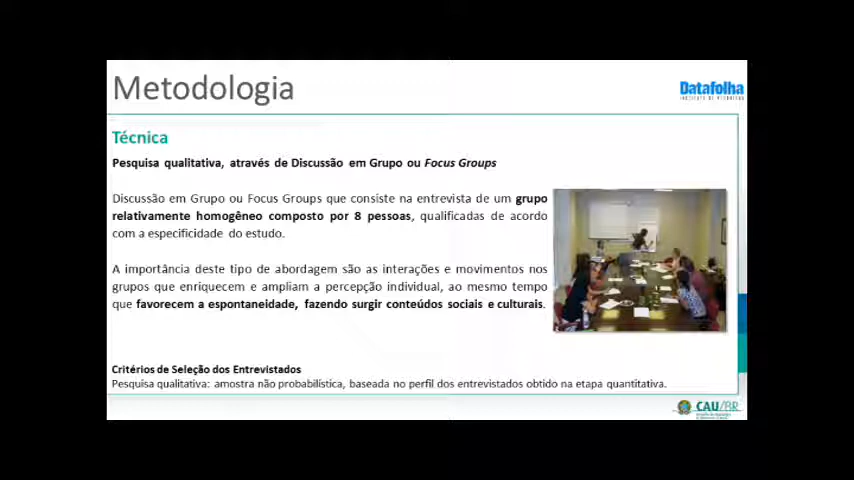 Metodologia
Datafolha
INSTITUTO DE PESQUISAS
Técnica
Pesquisa qualitativa, através de Discussão em Grupo ou Focus Groups
Discussão em Grupo ou Focus Groups que consiste na entrevista de um grupo
relativamente homogêneo composto por 8 pessoas, qualificadas de acordo
com a especificidade do estudo.
A importância deste tipo de abordagem são as interações e movimentos nos
grupos que enriquecem e ampliam a percepção individual, ao mesmo tempo
que favorecem a espontaneidade, fazendo surgir conteúdos sociais e culturais.
Critérios de Seleção dos Entrevistados
Pesquisa qualitativa: amostra não probabilística, baseada no perfil dos entrevistados obtido na etapa quantitativa.
CAU/BR